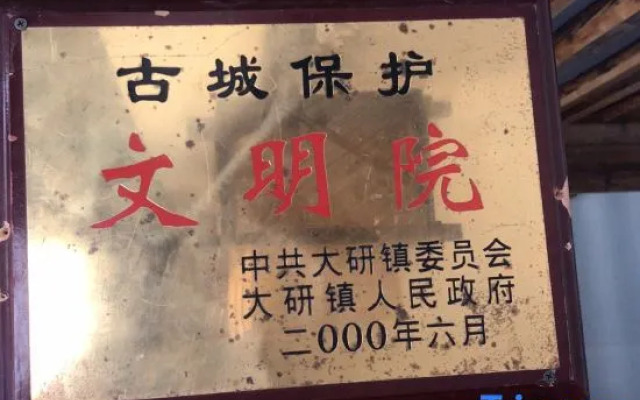 古城保护
文明院
中共大研镇委员会
大研镇人民政府
二000年六月